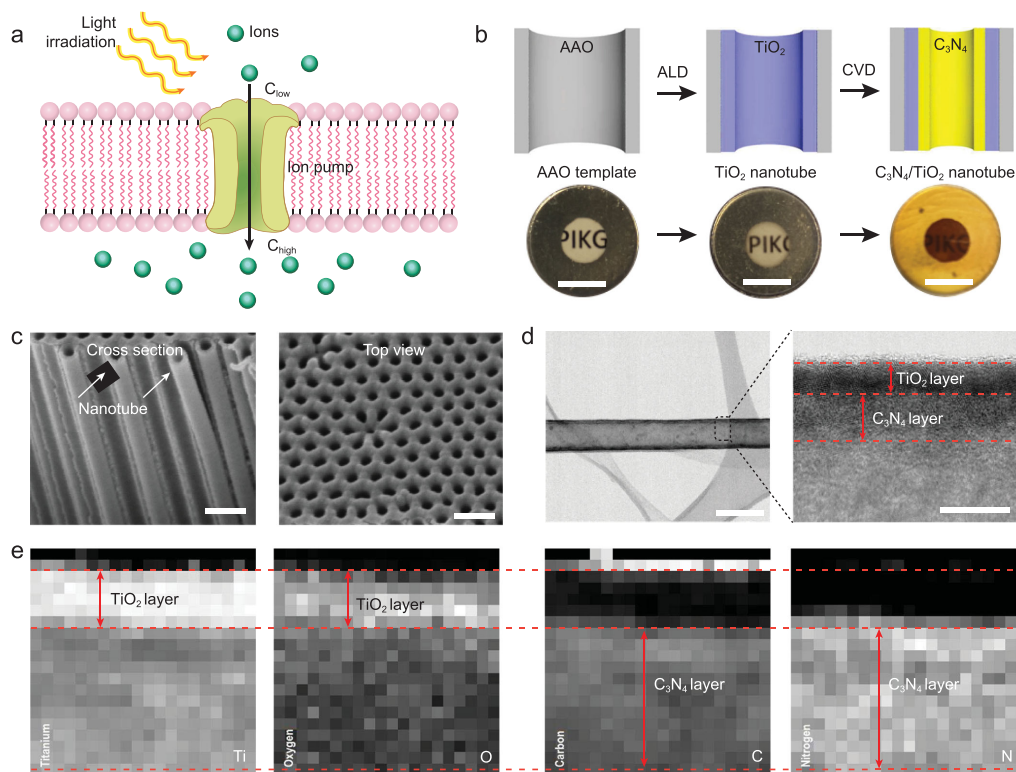 a
Light
irradiation
Ions
C_low
Ion pump
C_high
b
AAO
ALD
TiO₂
CVD
C₃N₄
AAO template
TiO₂ nanotube
C₃N₄/TiO₂ nanotube
PIKG
PIKG
PIKG
c
Cross section
Nanotube
Top view
d
TiO₂ layer
C₃N₄ layer
e
TiO₂ layer
Titanium
Ti
TiO₂ layer
Oxygen
O
C₃N₄ layer
Carbon
C
C₃N₄ layer
Nitrogen
N